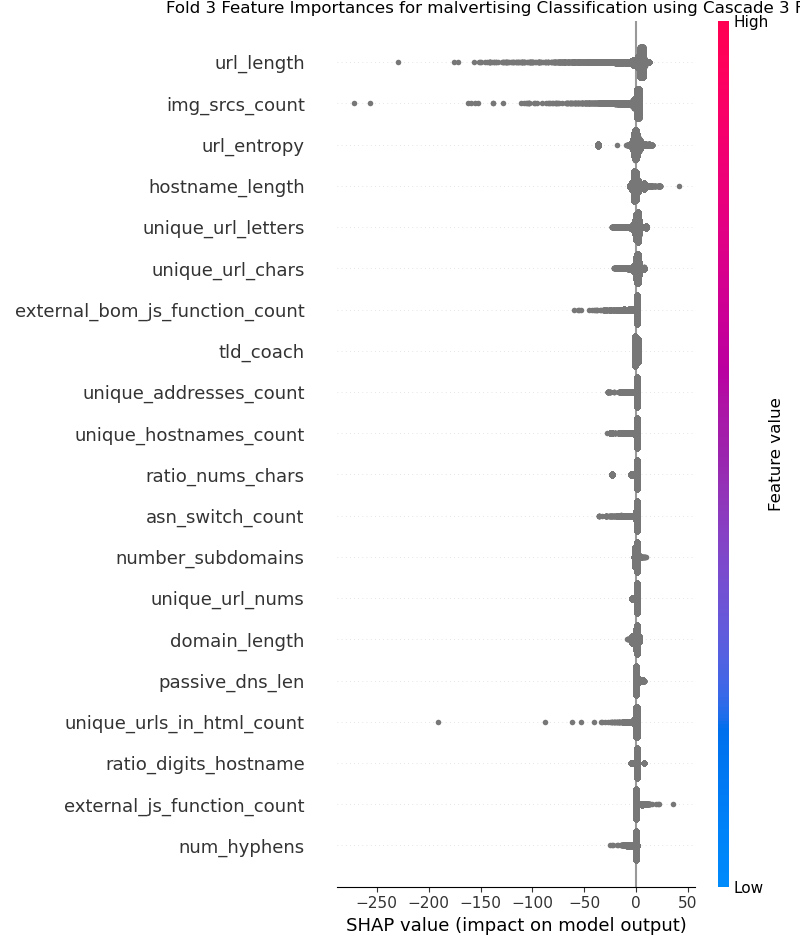 Fold 3 Feature Importances for malvertising Classification using Cascade 3 F
High
url_length
img_srcs_count
url_entropy
hostname_length
unique_url_letters
unique_url_chars
external_bom_js_function_count
tld_coach
unique_addresses_count
unique_hostnames_count
ratio_nums_chars
asn_switch_count
number_subdomains
unique_url_nums
domain_length
passive_dns_len
unique_urls_in_html_count
ratio_digits_hostname
external_js_function_count
num_hyphens
Feature value
Low
−250 −200 −150 −100 −50 0 50
SHAP value (impact on model output)